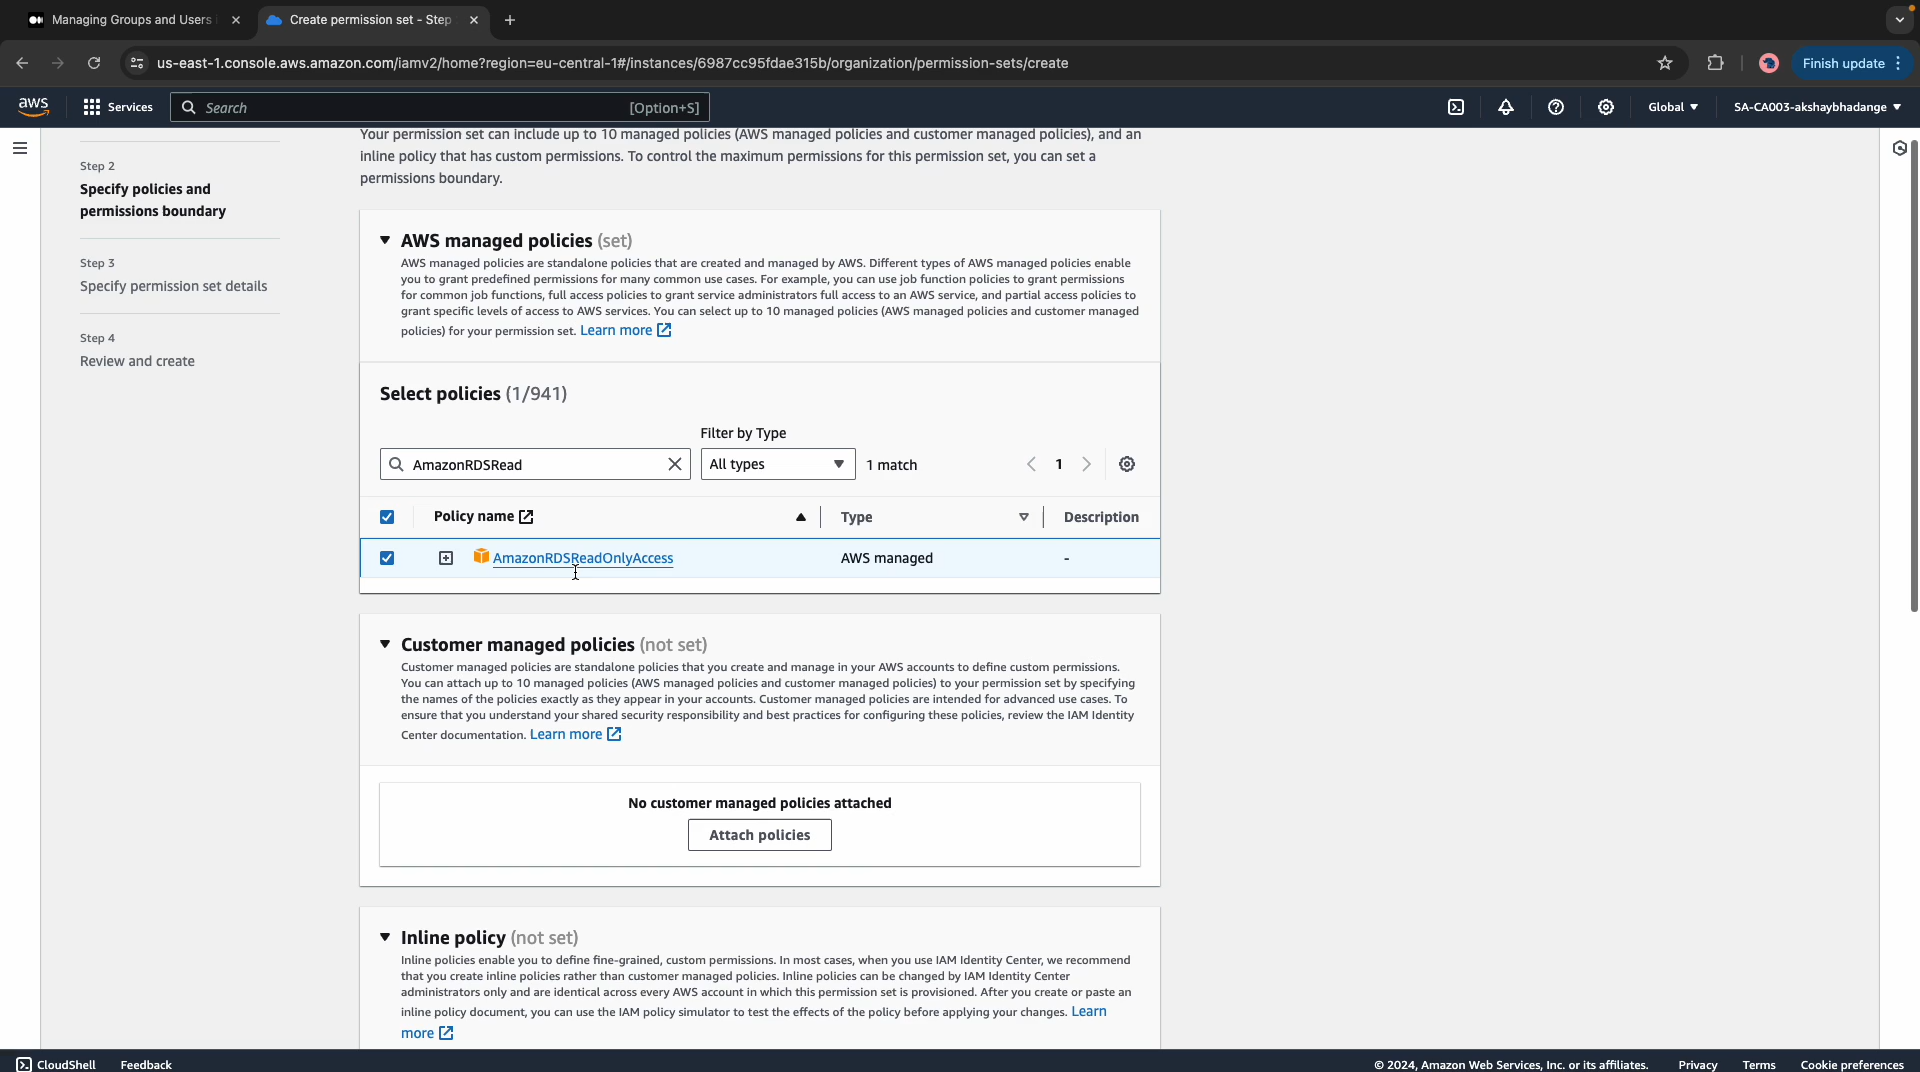 Managing Groups and Users
Create permission set - Step
us-east-1.console.aws.amazon.com/iamv2/home?region=eu-central-1#/instances/6987cc95fdae315b/organization/permission-sets/create
Finish update
aws
Services
Search
[Option+S]
Global
SA-CA003-akshaybhadange
Step 2
Specify policies and
permissions boundary
Step 3
Specify permission set details
Step 4
Review and create
Your permission set can include up to 10 managed policies (AWS managed policies and customer managed policies), and an
inline policy that has custom permissions. To control the maximum permissions for this permission set, you can set a
permissions boundary.
AWS managed policies (set)
AWS managed policies are standalone policies that are created and managed by AWS. Different types of AWS managed policies enable
you to grant predefined permissions for many common use cases. For example, you can use job function policies to grant permissions
for common job functions, full access policies to grant service administrators full access to an AWS service, and partial access policies to
grant specific levels of access to AWS services. You can select up to 10 managed policies (AWS managed policies and customer managed
policies) for your permission set. Learn more
Select policies (1/941)
Filter by Type
AmazonRDSRead
All types
1 match
1
Policy name
Type
Description
AmazonRDSReadOnlyAccess
AWS managed
-
Customer managed policies (not set)
Customer managed policies are standalone policies that you create and manage in your AWS accounts to define custom permissions.
You can attach up to 10 managed policies (AWS managed policies and customer managed policies) to your permission set by specifying
the names of the policies exactly as they appear in your accounts. Customer managed policies are intended for advanced use cases. To
ensure that you understand your shared security responsibility and best practices for configuring these policies, review the IAM Identity
Center documentation. Learn more
No customer managed policies attached
Attach policies
Inline policy (not set)
Inline policies enable you to define fine-grained, custom permissions. In most cases, when you use IAM Identity Center, we recommend
that you create inline policies rather than customer managed policies. Inline policies can be changed by IAM Identity Center
administrators only and are identical across every AWS account in which this permission set is provisioned. After you create or paste an
inline policy document, you can use the IAM policy simulator to test the effects of the policy before applying your changes. Learn
more
CloudShell
Feedback
© 2024, Amazon Web Services, Inc. or its affiliates.
Privacy
Terms
Cookie preferences